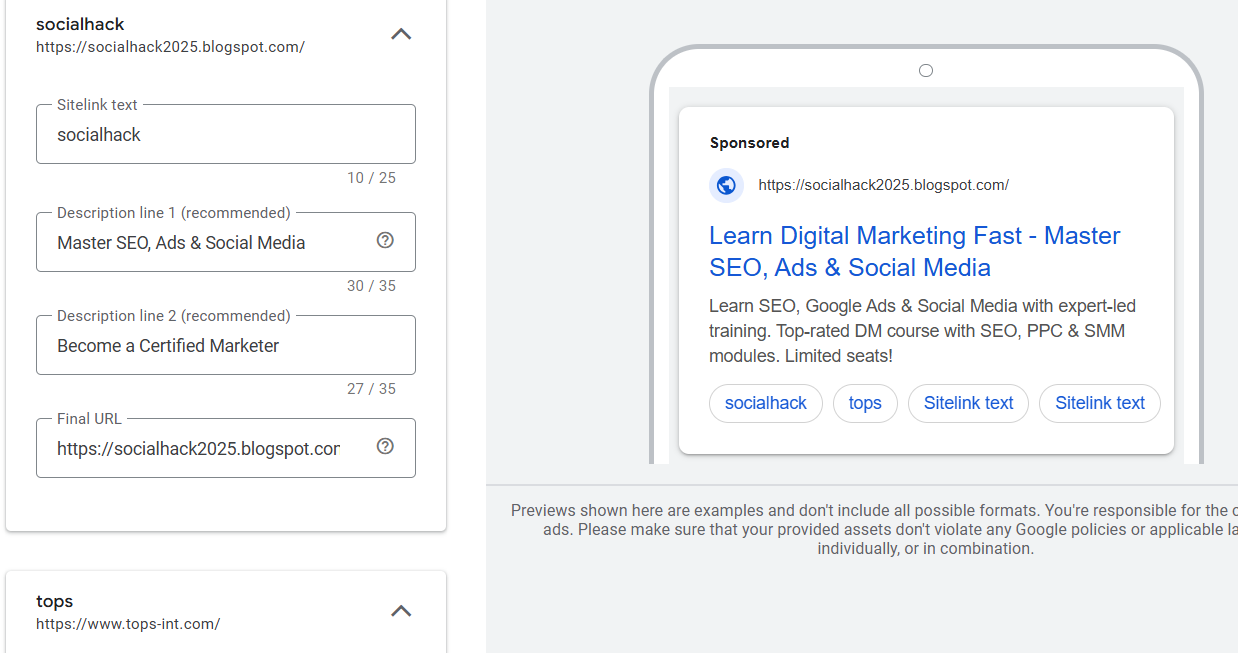 socialhack
https://socialhack2025.blogspot.com/
Sitelink text
socialhack
10 / 25
Description line 1 (recommended)
Master SEO, Ads & Social Media
30 / 35
Description line 2 (recommended)
Become a Certified Marketer
27 / 35
Final URL
https://socialhack2025.blogspot.cor
tops
https://www.tops-int.com/
Sponsored
https://socialhack2025.blogspot.com/
Learn Digital Marketing Fast - Master
SEO, Ads & Social Media
Learn SEO, Google Ads & Social Media with expert-led
training. Top-rated DM course with SEO, PPC & SMM
modules. Limited seats!
socialhack tops Sitelink text Sitelink text
Previews shown here are examples and don't include all possible formats. You're responsible for the
ads. Please make sure that your provided assets don't violate any Google policies or applicable
individually, or in combination.